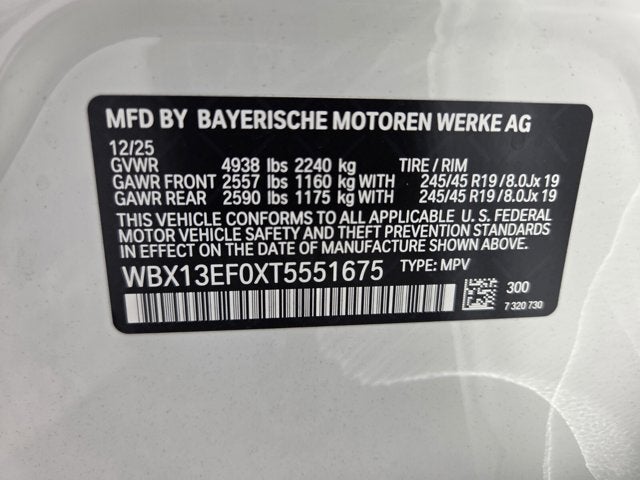 MFD BY BAYERISCHE MOTOREN WERKE AG
12/25
GVWR 4938 lbs 2240 kg TIRE / RIM
GAWR FRONT 2557 lbs 1160 kg WITH 245/45 R19 /8.0Jx 19
GAWR REAR 2590 lbs 1175 kg WITH 245/45 R19 /8.0Jx 19
THIS VEHICLE CONFORMS TO ALL APPLICABLE U. S. FEDERAL
MOTOR VEHICLE SAFETY AND THEFT PREVENTION STANDARDS
IN EFFECT ON THE DATE OF MANUFACTURE SHOWN ABOVE.
WBX13EF0XT5551675 TYPE: MPV
300
7 320 730